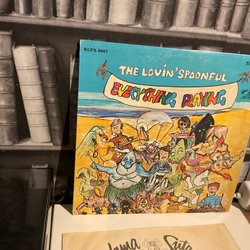 KLPS 8061
THE LOVIN' SPOONFUL
EVERYTHING PLAYING